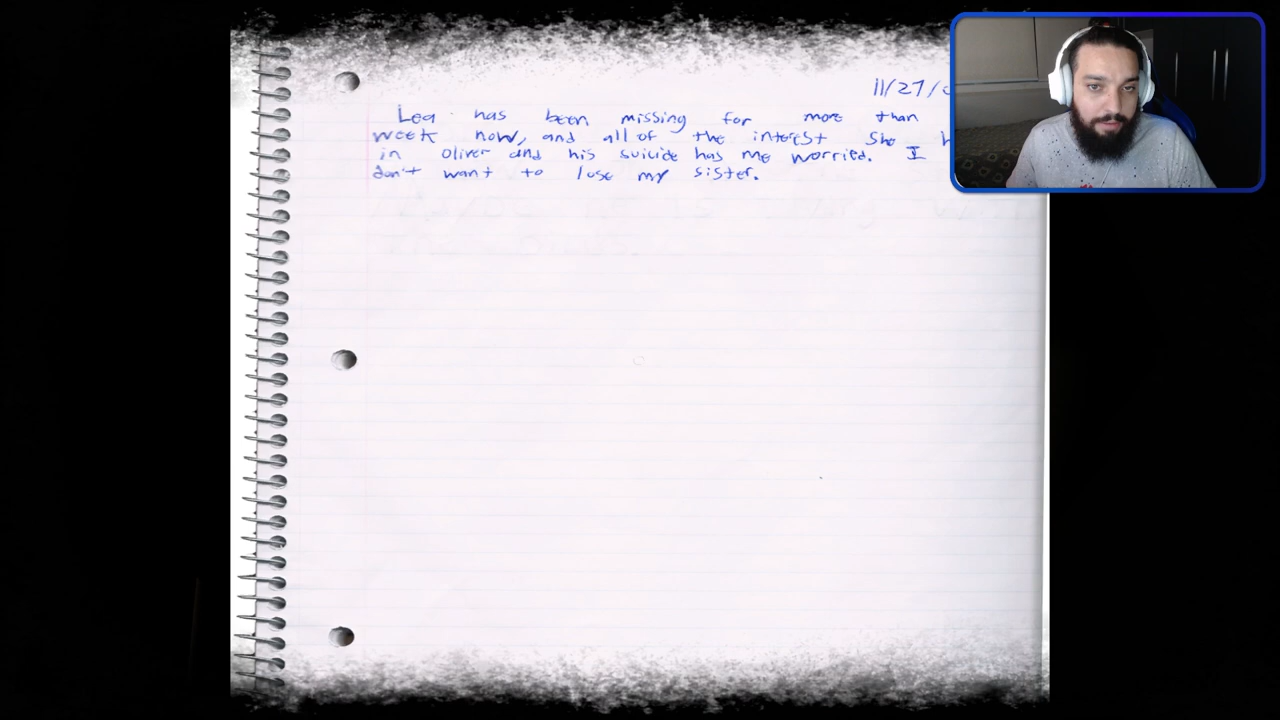 11/27/
Lea has been missing for more than
week now, and all of the interest she
in Oliver and his suicide has me worried. I
don't want to lose my sister.